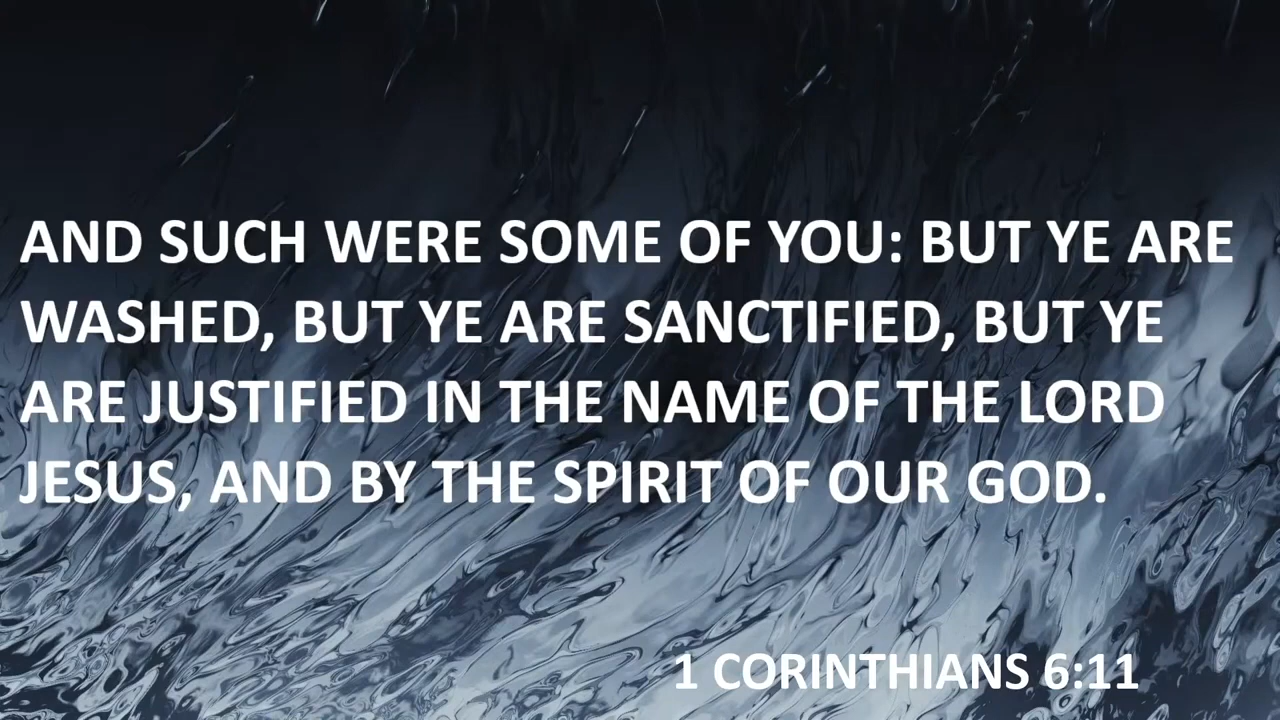 AND SUCH WERE SOME OF YOU: BUT YE ARE
WASHED, BUT YE ARE SANCTIFIED, BUT YE
ARE JUSTIFIED IN THE NAME OF THE LORD
JESUS, AND BY THE SPIRIT OF OUR GOD.
1 CORINTHIANS 6:11